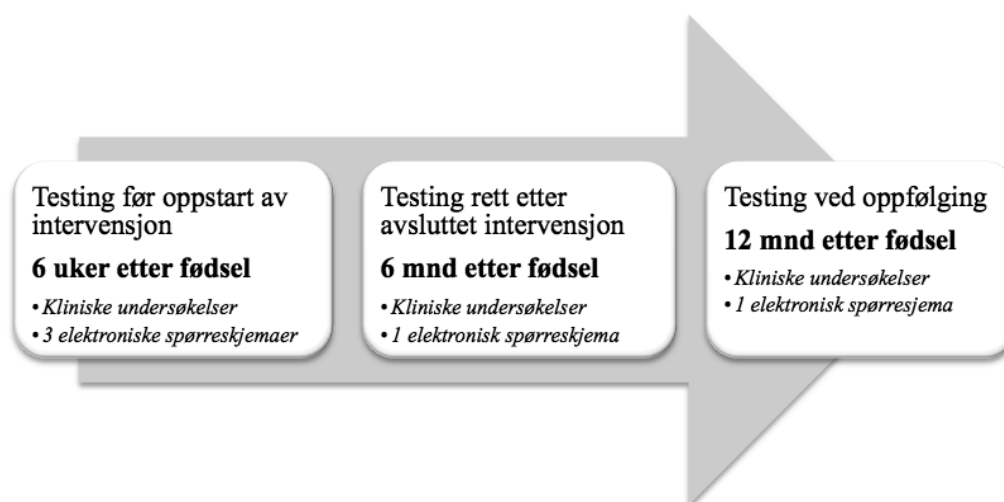 Testing før oppstart av
intervensjon
6 uker etter fødsel
• Kliniske undersøkelser
• 3 elektroniske spørreskjemaer
Testing rett etter
avsluttet intervensjon
6 mnd etter fødsel
• Kliniske undersøkelser
• 1 elektronisk spørreskjema
Testing ved oppfølging
12 mnd etter fødsel
• Kliniske undersøkelser
• 1 elektronisk spørresjema